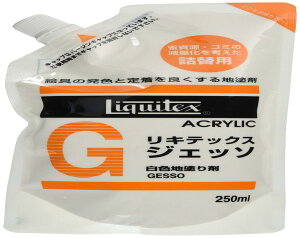 省資源・ゴミの
減量化を考えた
詰替用
絵具の発色と定着を良くする地塗剤
Liquitex
ACRYLIC
G
リキテックス
ジェッソ
白色地塗り剤
GESSO
250ml